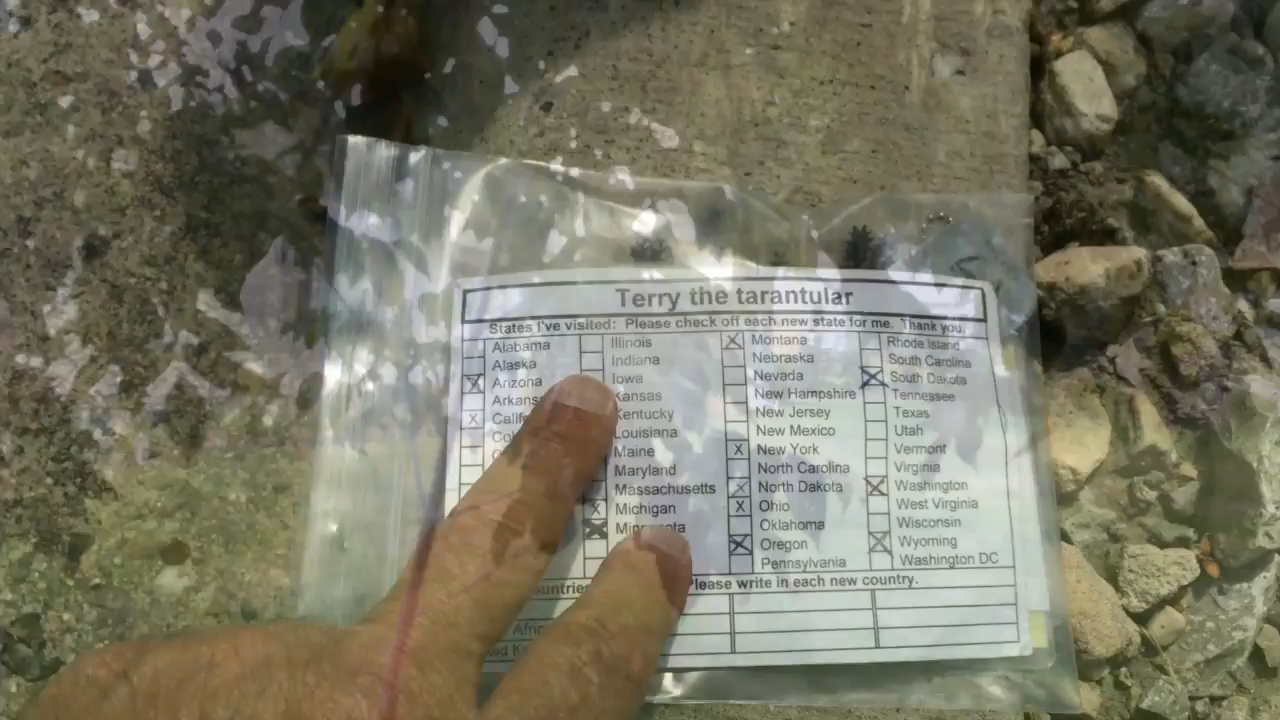 Terry the tarantular
States I've visited: Please check off each new state for me. Thank you.
Alabama
Alaska
X Arizona
X
Illinois
Indiana
Iowa
Kansas
Kentucky
Louisiana
Maine
Maryland
Massachusetts
X Michigan
X Minnesota
X Montana
Nebraska
Nevada
New Hampshire
New Jersey
New Mexico
X New York
North Carolina
X North Dakota
X Ohio
Oklahoma
X Oregon
Pennsylvania
Rhode Island
South Carolina
X South Dakota
Tennessee
Texas
Utah
Vermont
Virginia
X Washington
West Virginia
Wisconsin
X Wyoming
Washington DC
Please write in each new country.